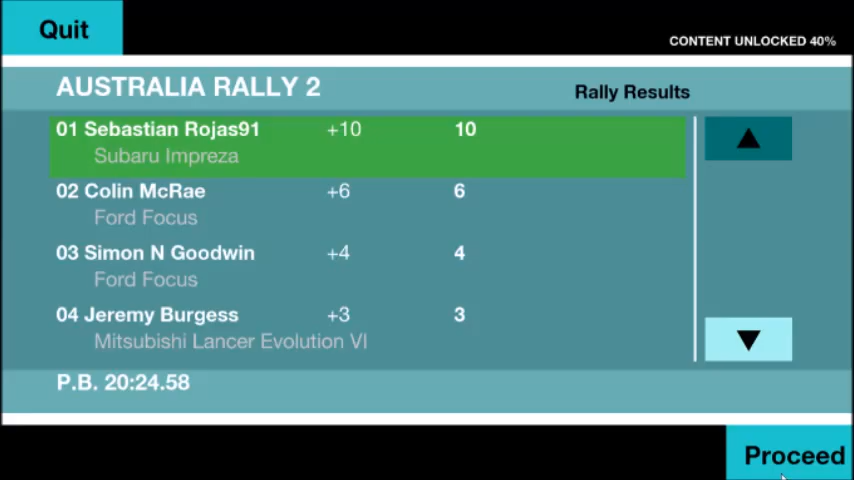 Quit
CONTENT UNLOCKED 40%
AUSTRALIA RALLY 2
Rally Results
01 Sebastian Rojas91 +10 10
Subaru Impreza
02 Colin McRae +6 6
Ford Focus
03 Simon N Goodwin +4 4
Ford Focus
04 Jeremy Burgess +3 3
Mitsubishi Lancer Evolution VI
P.B. 20:24.58
Proceed